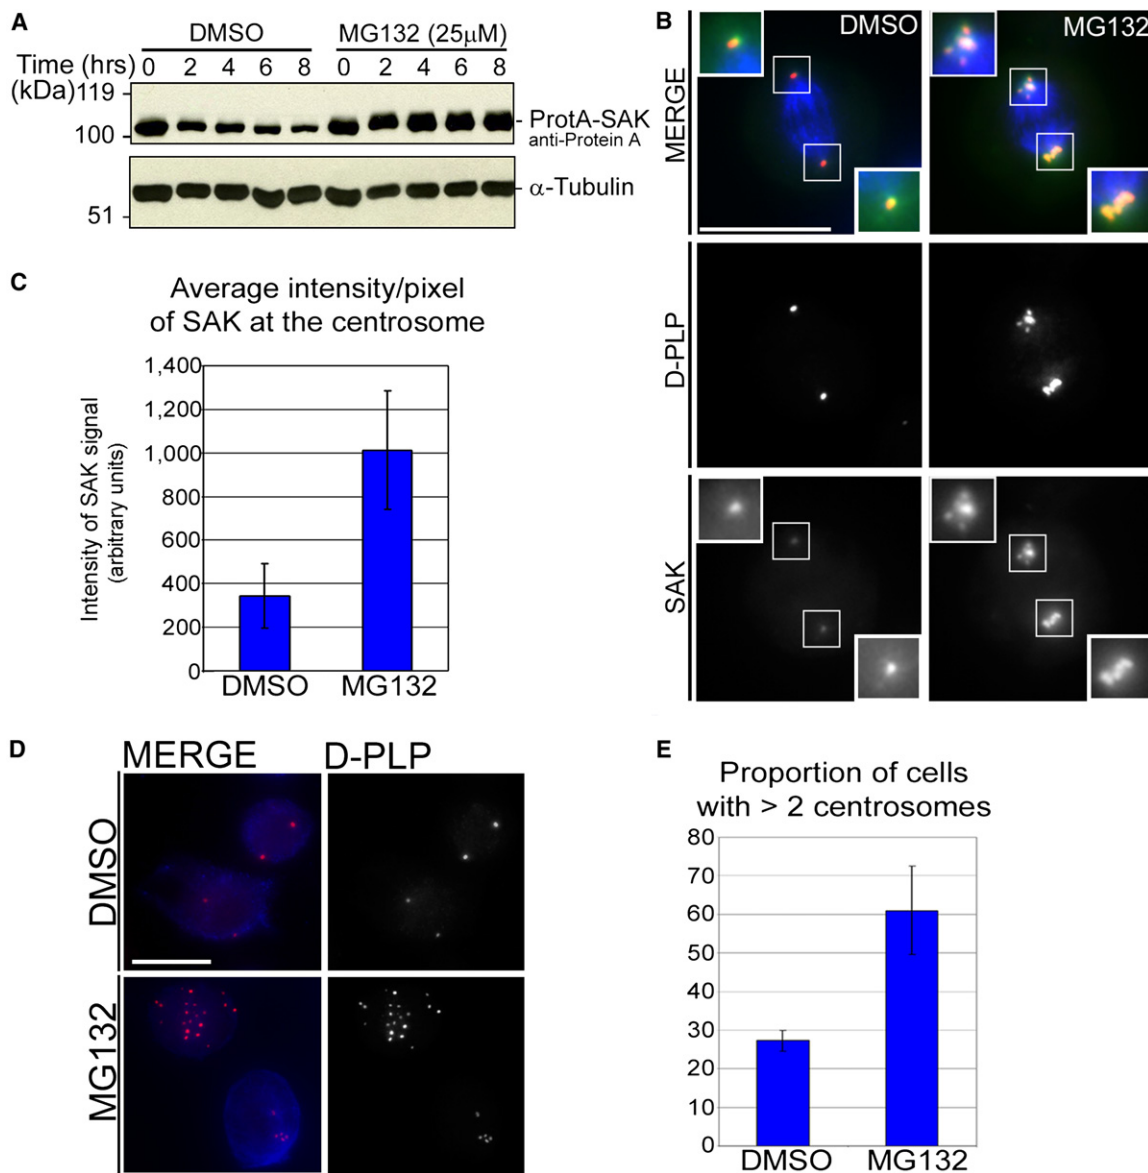 A
DMSO MG132 (25µM)
Time (hrs) 0 2 4 6 8 0 2 4 6 8
(kDa)
119
100
ProtA-SAK
anti-Protein A
α-Tubulin
51
B
DMSO MG132
MERGE
D-PLP
SAK
C
Average intensity/pixel
of SAK at the centrosome
Intensity of SAK signal
(arbitrary units)
1,400
1,200
1,000
800
600
400
200
0
DMSO MG132
D
MERGE D-PLP
DMSO
MG132
E
Proportion of cells
with > 2 centrosomes
80
70
60
50
40
30
20
10
0
DMSO MG132